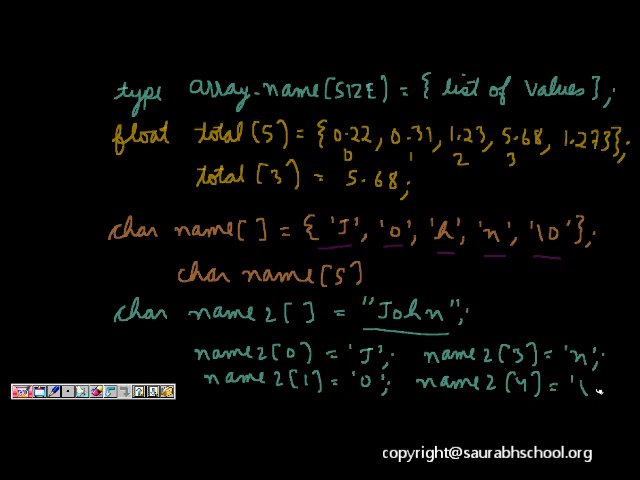 type array-name[SIZE] = { list of values };
float total[5] = {0.22, 0.31, 1.23, 5.68, 1.273};
0 1 2 3
total[3] = 5.68;
char name[ ] = { 'J', 'o', 'h', 'n', '\0' };
char name[5]
char name2[ ] = "John";
name2[0] = 'J'; name2[3] = 'n';
name2[1] = 'o'; name2[4] = '\
copyright@saurabhschool.org